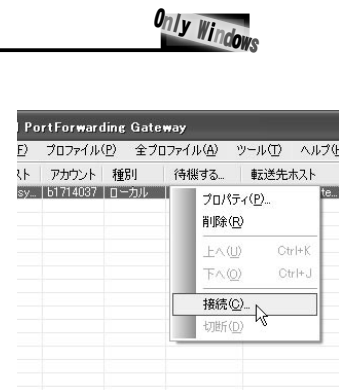 Only Windows
PortForwarding Gateway
プロファイル(P) 全プロファイル(A) ツール(T) ヘルプ(H
アカウント 種別 待機する... 転送先ホスト
sy... b1714037 ローカル te...
プロパティ(P)...
削除(R)
上へ(U) Ctrl+K
下へ(O) Ctrl+J
接続(C)...
切断(D)